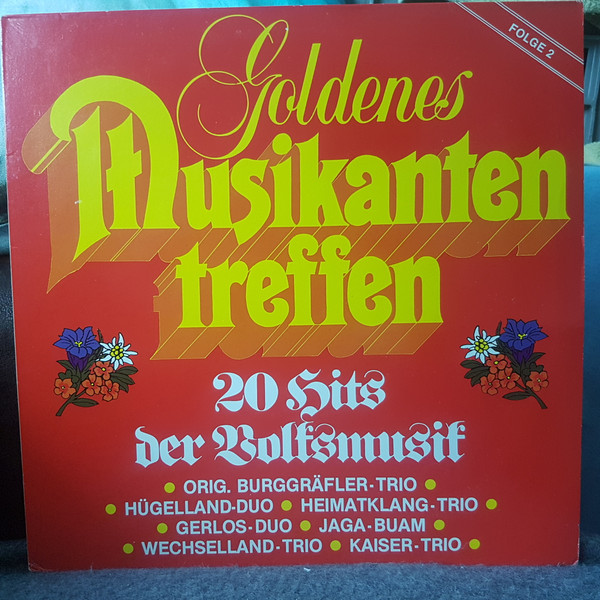 FOLGE 2
Goldenes
Musikanten
treffen
20 Hits
der Volksmusik
• ORIG. BURGGRÄFLER-TRIO •
• HÜGELLAND-DUO • HEIMATKLANG-TRIO •
• GERLOS-DUO • JAGA-BUAM •
• WECHSELLAND-TRIO • KAISER-TRIO •